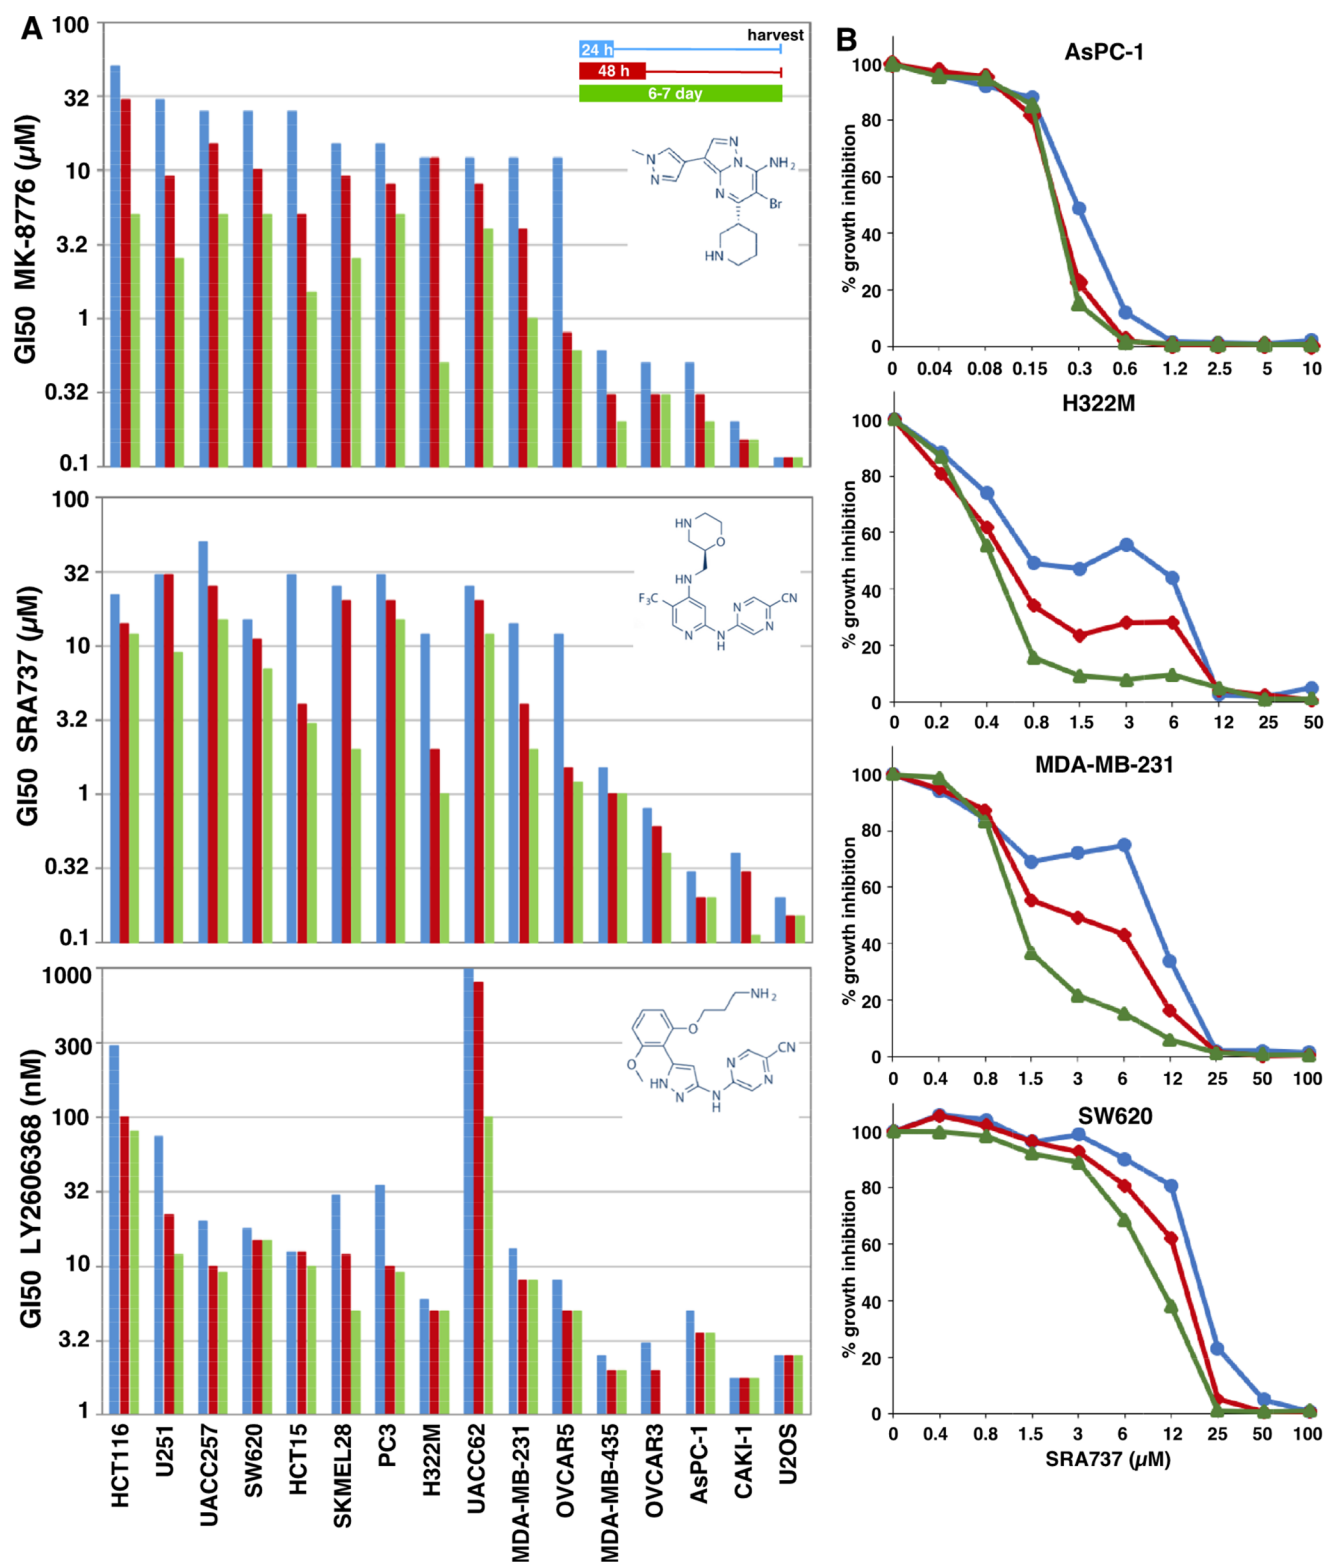 A
100
32
10
3.2
1
0.32
0.1
GI50 MK-8776 (µM)
harvest
24 h
48 h
6-7 day
N
N
N
N
N
NH2
Br
HN
100
32
10
3.2
1
0.32
0.1
GI50 SRA737 (µM)
HN
O
HN
F3C
N
N
H
N
N
CN
1000
300
100
32
10
3.2
1
GI50 LY2606368 (nM)
NH2
O
O
HN
N
N
H
N
N
CN
HCT116
U251
UACC257
SW620
HCT15
SKMEL28
PC3
H322M
UACC62
MDA-MB-231
OVCAR5
MDA-MB-435
OVCAR3
AsPC-1
CAKI-1
U2OS
B
AsPC-1
% growth inhibition
100
80
60
40
20
0
0 0.04 0.08 0.15 0.3 0.6 1.2 2.5 5 10
H322M
% growth inhibition
100
80
60
40
20
0
0 0.2 0.4 0.8 1.5 3 6 12 25 50
MDA-MB-231
% growth inhibition
100
80
60
40
20
0
0 0.4 0.8 1.5 3 6 12 25 50 100
SW620
% growth inhibition
100
80
60
40
20
0
0 0.4 0.8 1.5 3 6 12 25 50 100
SRA737 (µM)